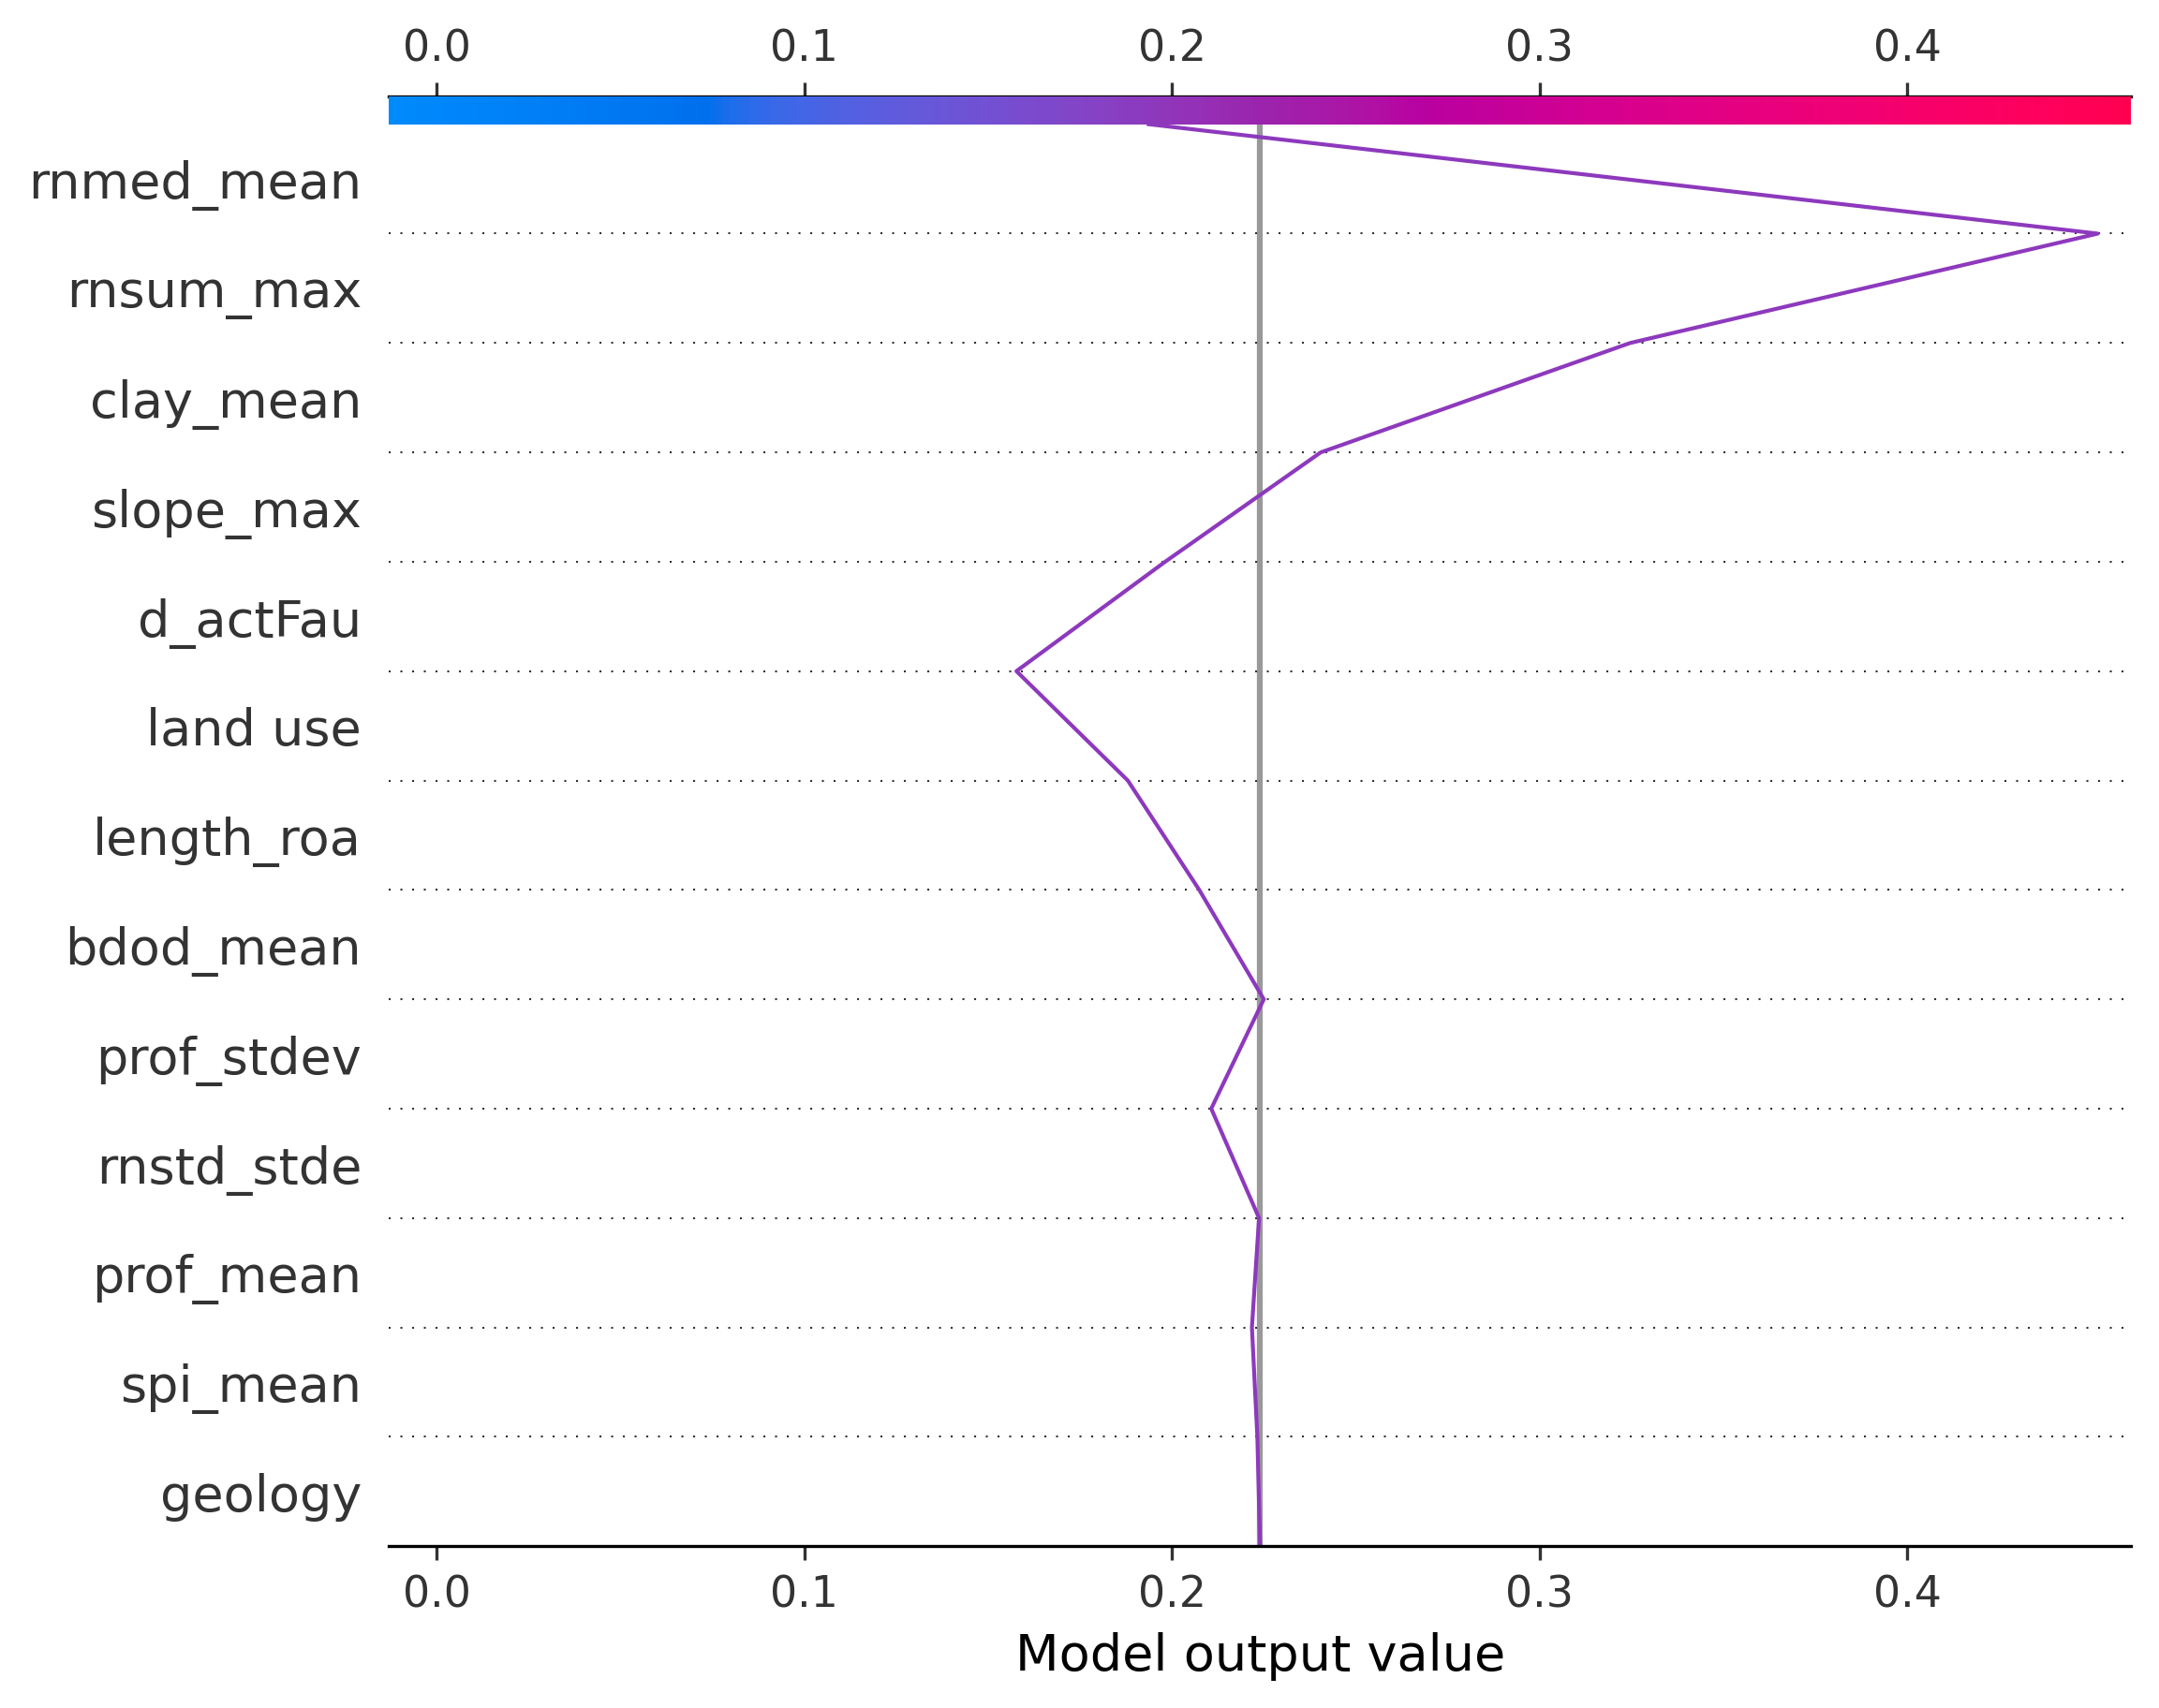 0.0 0.1 0.2 0.3 0.4
rnmed_mean
rnsum_max
clay_mean
slope_max
d_actFau
land use
length_roa
bdod_mean
prof_stdev
rnstd_stde
prof_mean
spi_mean
geology
0.0 0.1 0.2 0.3 0.4
Model output value